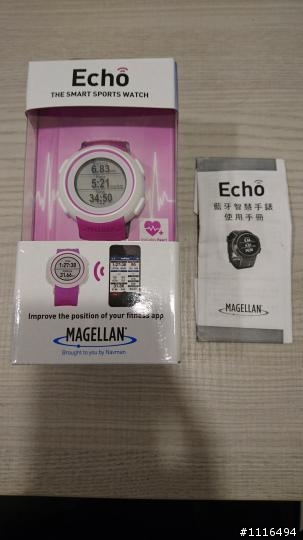 Echo
THE SMART SPORTS WATCH
6.83
5:21
34:50
1:27:38
Improve the position of your fitness app
MAGELLAN
Brought to you by Navman
Echo
藍牙智慧手錶
使用手冊
MAGELLAN
#1116494